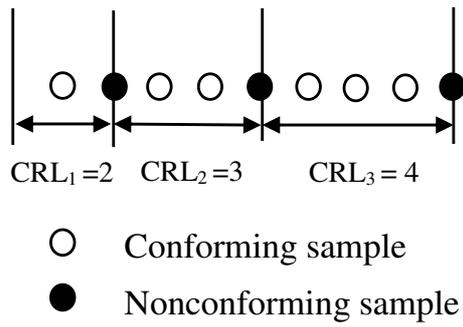 CRL₁ =2 CRL₂ =3 CRL₃ = 4
Conforming sample
Nonconforming sample